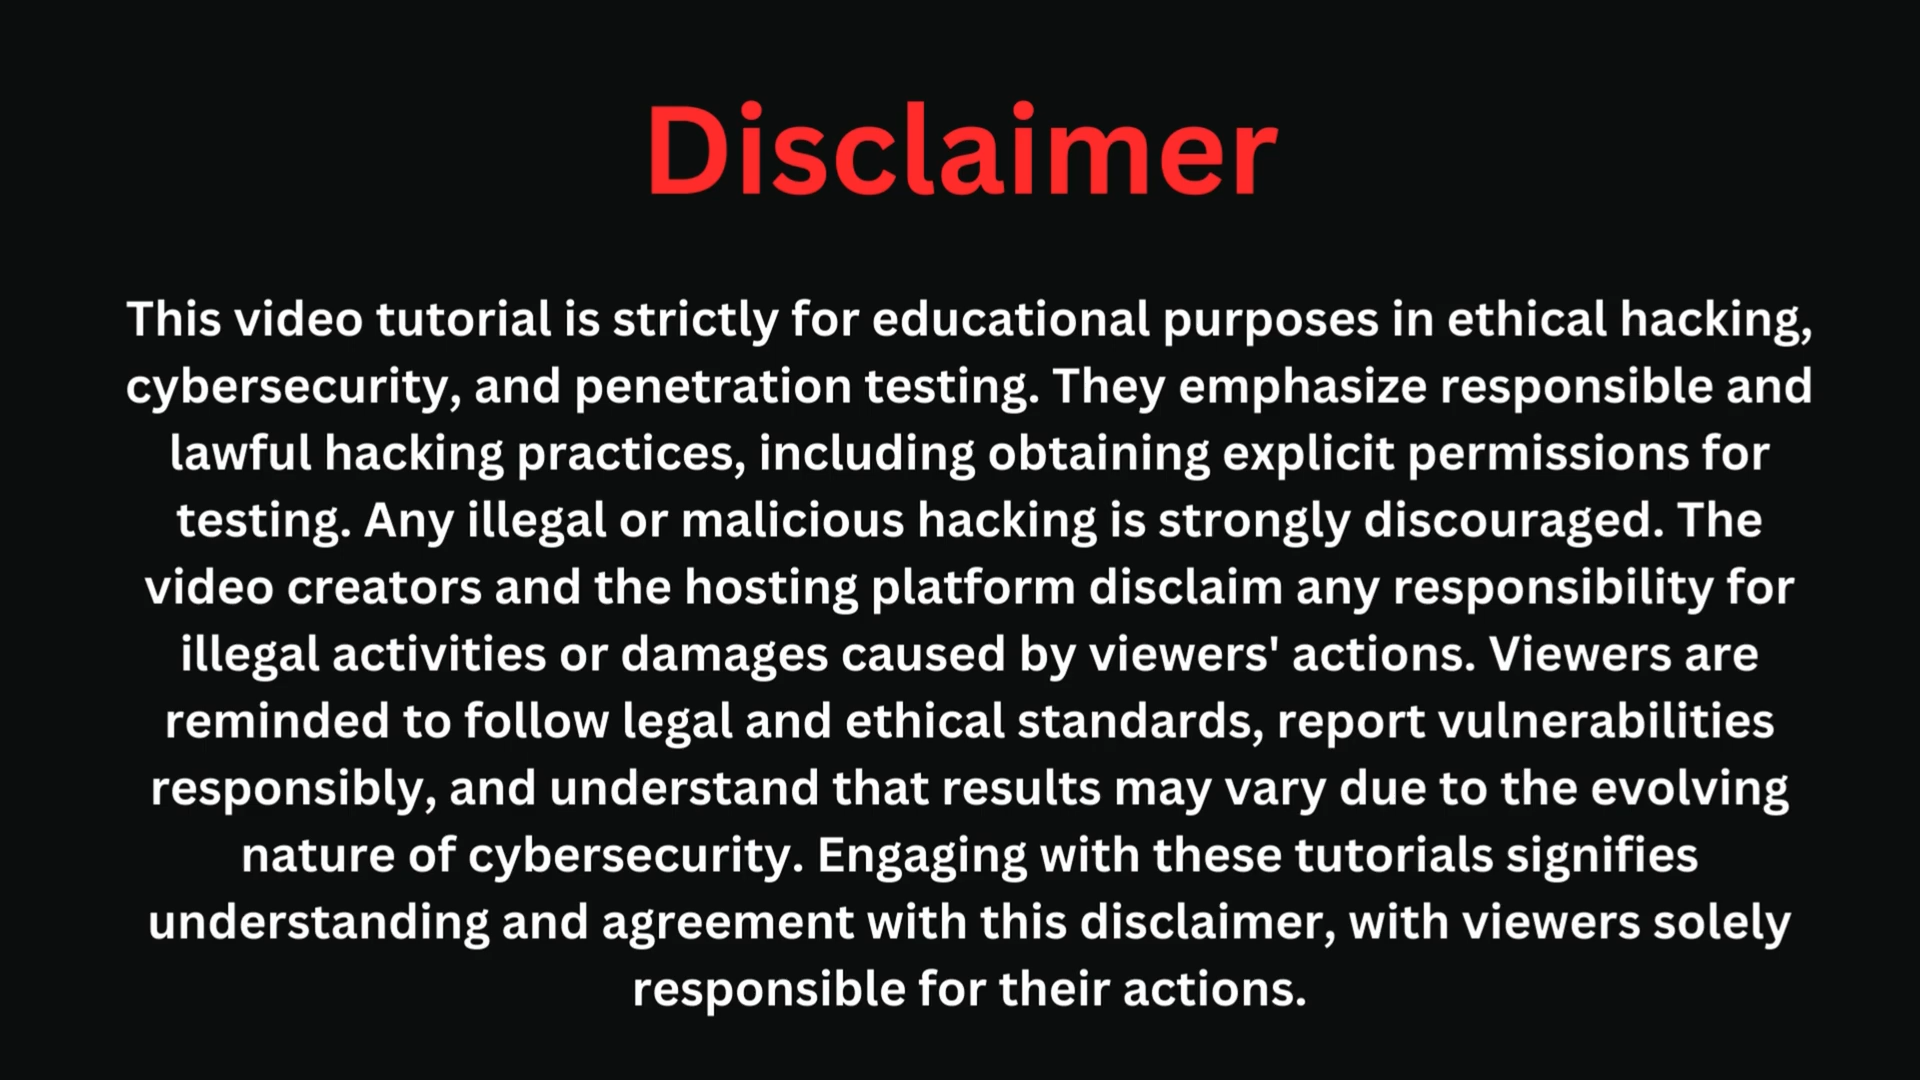 Disclaimer
This video tutorial is strictly for educational purposes in ethical hacking,
cybersecurity, and penetration testing. They emphasize responsible and
lawful hacking practices, including obtaining explicit permissions for
testing. Any illegal or malicious hacking is strongly discouraged. The
video creators and the hosting platform disclaim any responsibility for
illegal activities or damages caused by viewers' actions. Viewers are
reminded to follow legal and ethical standards, report vulnerabilities
responsibly, and understand that results may vary due to the evolving
nature of cybersecurity. Engaging with these tutorials signifies
understanding and agreement with this disclaimer, with viewers solely
responsible for their actions.